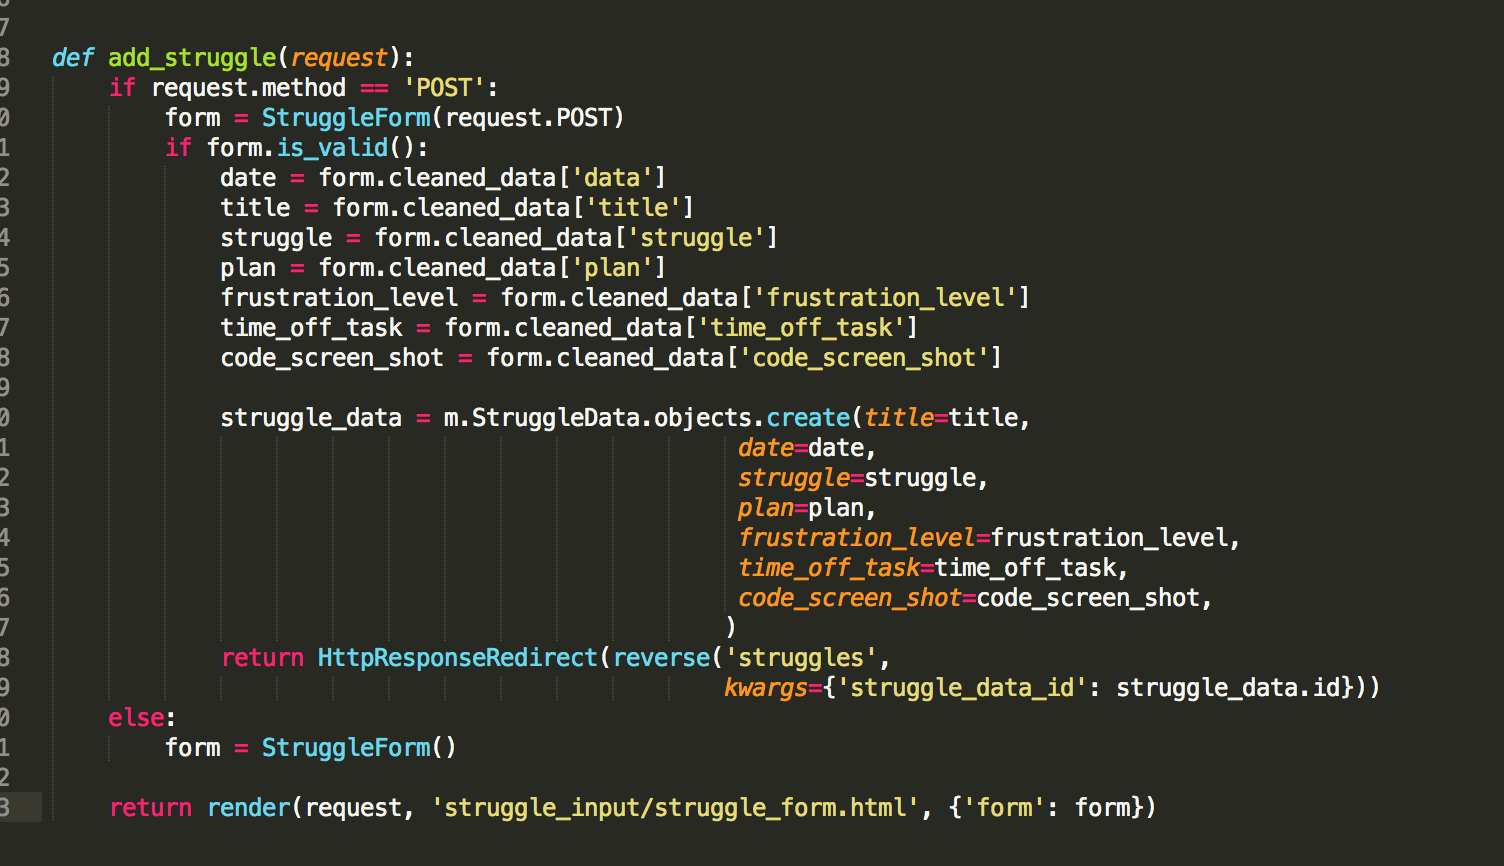 7
8 def add_struggle(request):
9     if request.method == 'POST':
0         form = StruggleForm(request.POST)
1         if form.is_valid():
2             date = form.cleaned_data['data']
3             title = form.cleaned_data['title']
4             struggle = form.cleaned_data['struggle']
5             plan = form.cleaned_data['plan']
6             frustration_level = form.cleaned_data['frustration_level']
7             time_off_task = form.cleaned_data['time_off_task']
8             code_screen_shot = form.cleaned_data['code_screen_shot']
9
0             struggle_data = m.StruggleData.objects.create(title=title,
1                                                  date=date,
2                                                  struggle=struggle,
3                                                  plan=plan,
4                                                  frustration_level=frustration_level,
5                                                  time_off_task=time_off_task,
6                                                  code_screen_shot=code_screen_shot,
7                                                 )
8             return HttpResponseRedirect(reverse('struggles',
9                                                 kwargs={'struggle_data_id': struggle_data.id}))
0     else:
1         form = StruggleForm()
2
3     return render(request, 'struggle_input/struggle_form.html', {'form': form})